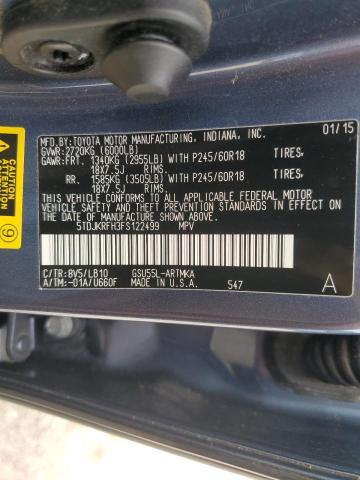 MFD.BY:TOYOTA MOTOR MANUFACTURING, INDIANA, INC. 01/15
GVWR:2720KG (6000LB)
GAWR:FRT. 1340KG (2955LB) WITH P245/60R18 TIRES,
18X7.5J RIMS.
RR. 1585KG (3505LB) WITH P245/60R18 TIRES,
18X7.5J RIMS.
THIS VEHICLE CONFORMS TO ALL APPLICABLE FEDERAL MOTOR
VEHICLE SAFETY AND THEFT PREVENTION STANDARDS IN EFFECT
ON THE DATE OF MANUFACTURE SHOWN ABOVE.
5TDJKRFH3FS122499 MPV
C/TR:8V5/LB10 GSU55L-ARTMKA
A/TM:-01A/U660F MADE IN U.S.A. 547 A
CAUTION
ATTENTION
9